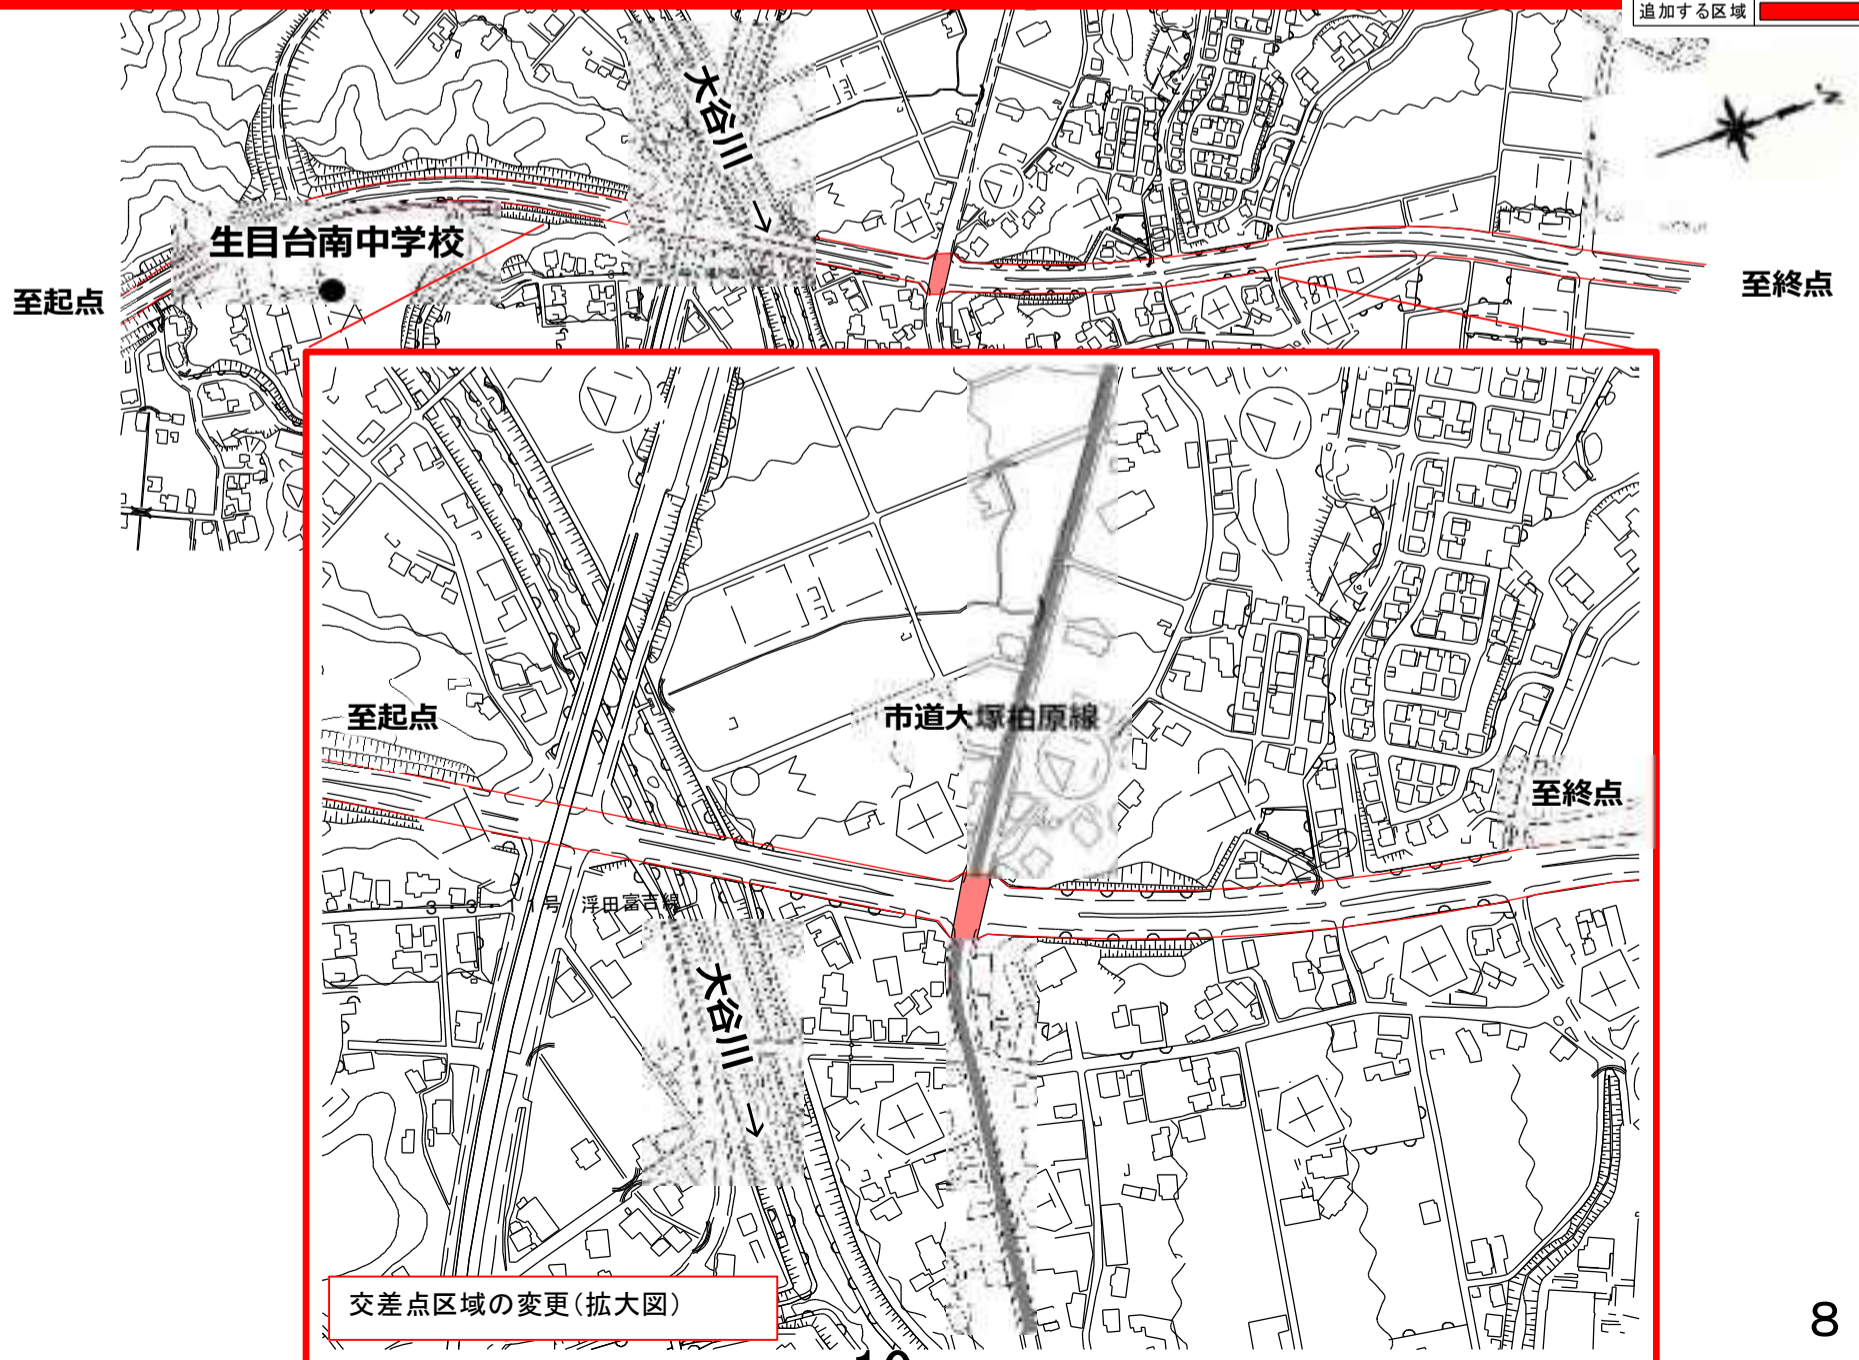 追加する区域
大谷川
生目台南中学校
至起点
至終点
至起点
市道大塚柏原線
至終点
号 浮田富吉線
大谷川
交差点区域の変更(拡大図)
8
10